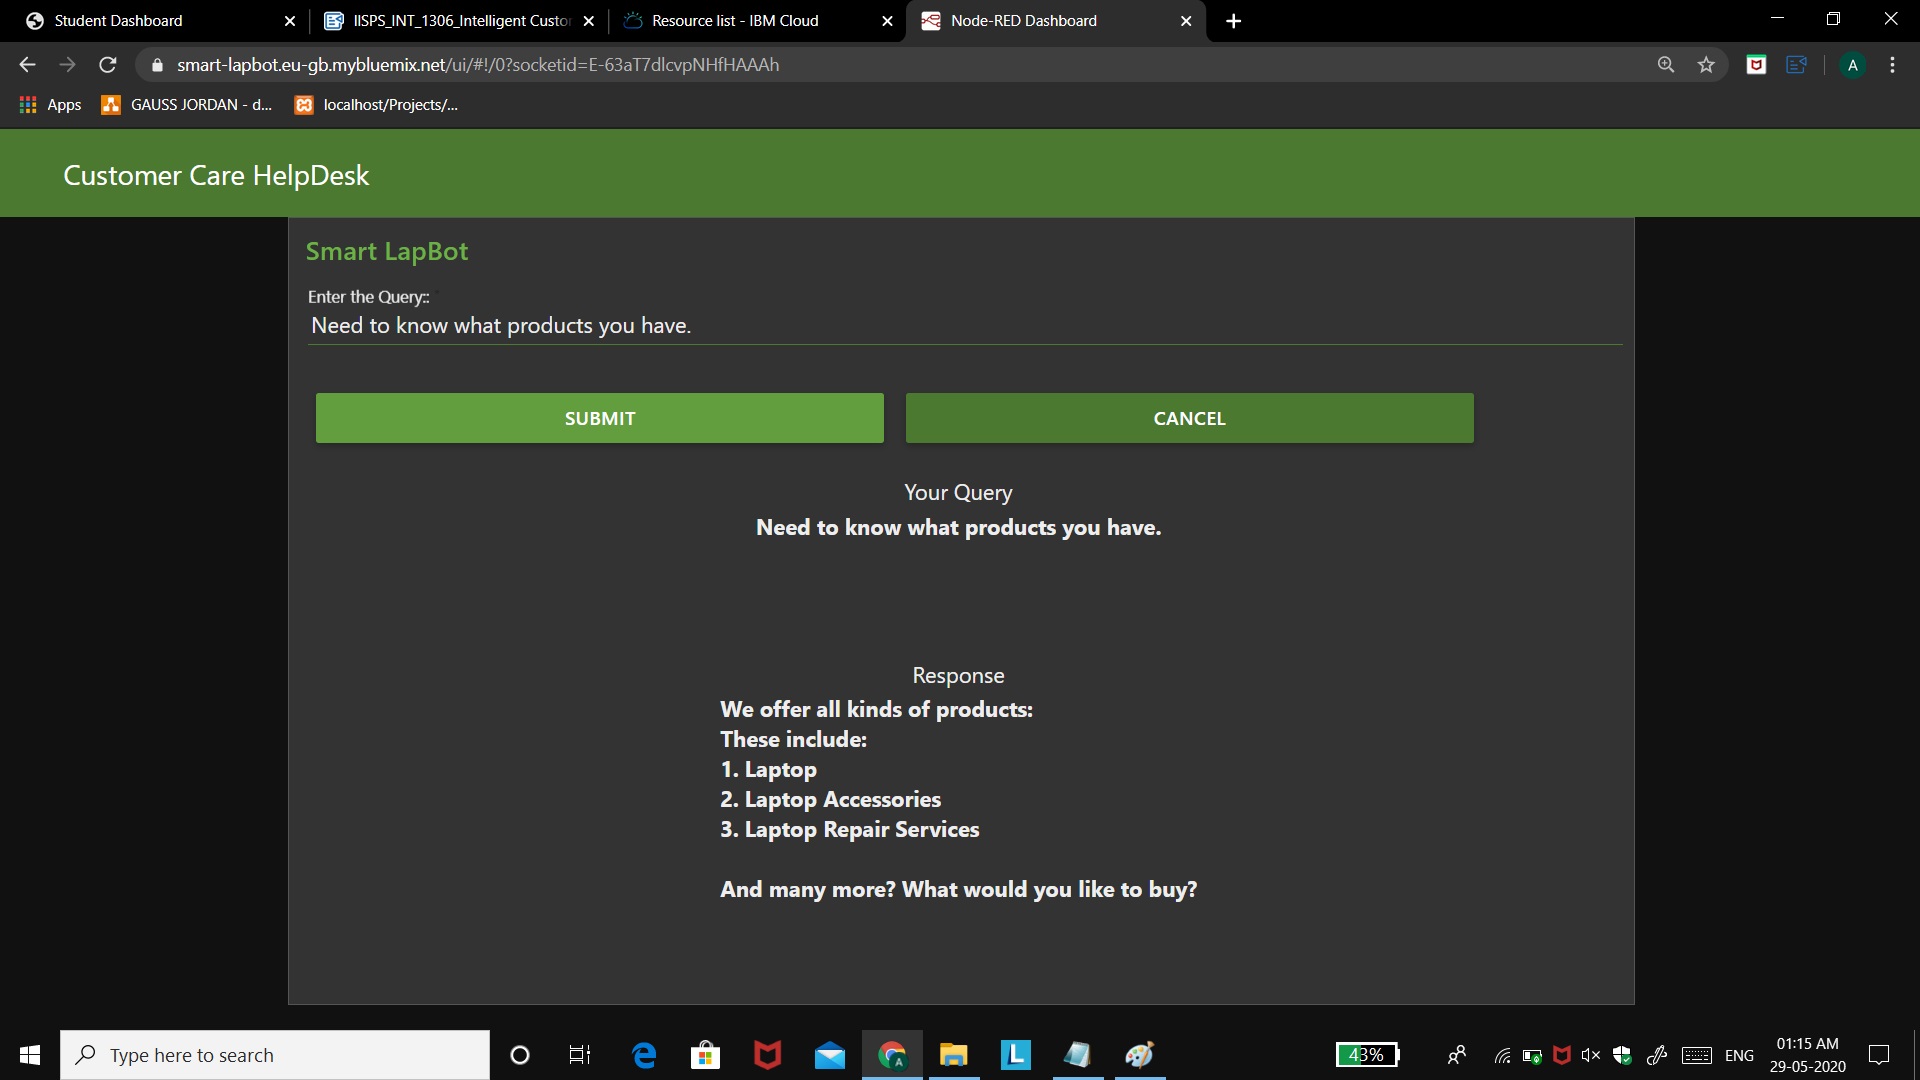 Student Dashboard
IISPS_INT_1306_Intelligent Custo
Resource list - IBM Cloud
Node-RED Dashboard
smart-lapbot.eu-gb.mybluemix.net/ui/#!/0?socketid=E-63aT7dlcvpNHfHAAAh
A
Apps
GAUSS JORDAN - d...
localhost/Projects/...
Customer Care HelpDesk
Smart LapBot
Enter the Query:: *
Need to know what products you have.
SUBMIT
CANCEL
Your Query
Need to know what products you have.
Response
We offer all kinds of products:
These include:
1. Laptop
2. Laptop Accessories
3. Laptop Repair Services
And many more? What would you like to buy?
Type here to search
A
L
43%
ENG
01:15 AM
29-05-2020